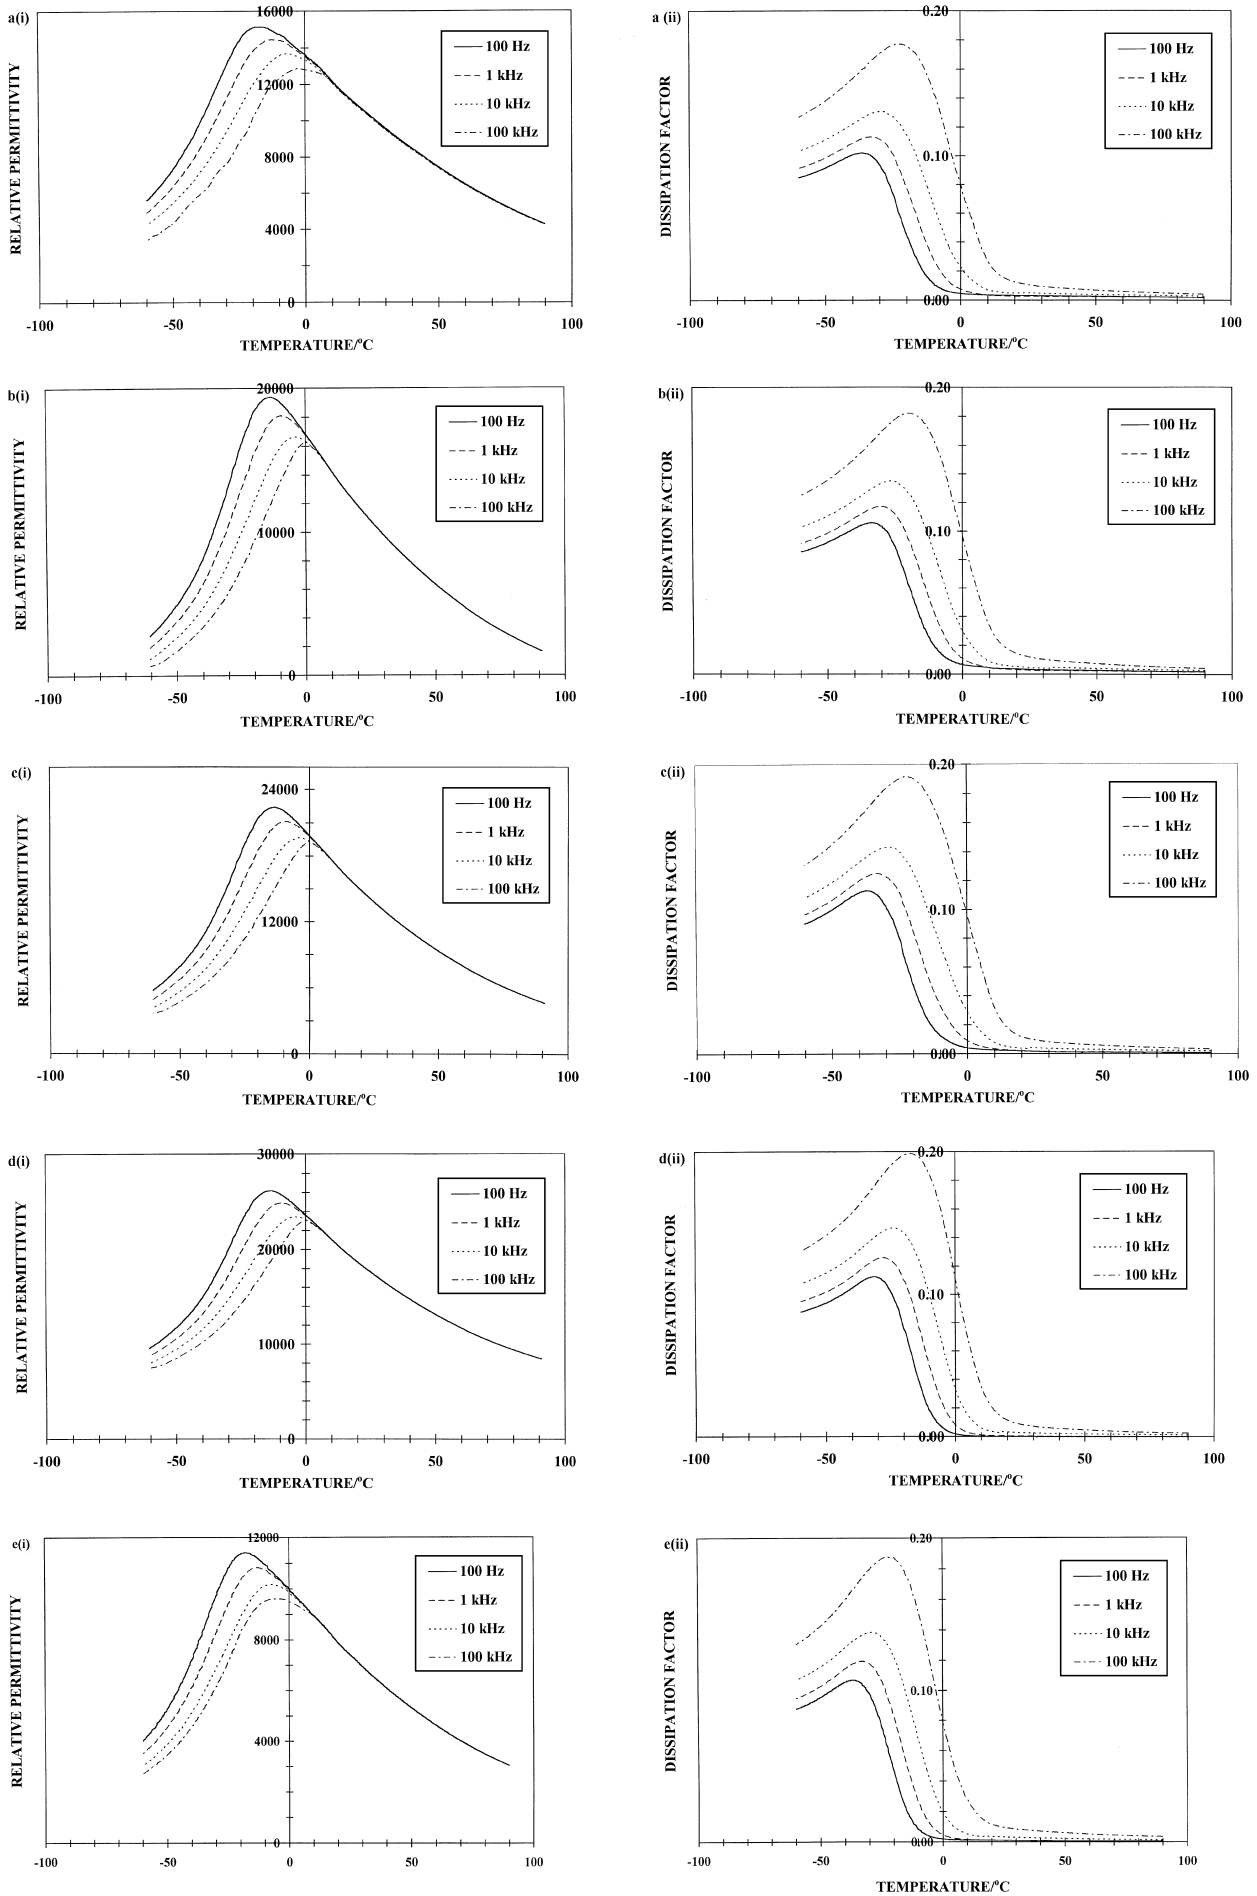 a(i)
RELATIVE PERMITTIVITY
16000
12000
8000
4000
0
-100
-50
0
50
100
TEMPERATURE/°C
100 Hz
1 kHz
10 kHz
100 kHz
a (ii)
DISSIPATION FACTOR
0.20
0.10
0.00
-100
-50
0
50
100
TEMPERATURE/°C
100 Hz
1 kHz
10 kHz
100 kHz
b(i)
RELATIVE PERMITTIVITY
20000
10000
0
-100
-50
0
50
100
TEMPERATURE/°C
100 Hz
1 kHz
10 kHz
100 kHz
b(ii)
DISSIPATION FACTOR
0.20
0.10
0.00
-100
-50
0
50
100
TEMPERATURE/°C
100 Hz
1 kHz
10 kHz
100 kHz
c(i)
RELATIVE PERMITTIVITY
24000
12000
0
-100
-50
0
50
100
TEMPERATURE/°C
100 Hz
1 kHz
10 kHz
100 kHz
c(ii)
DISSIPATION FACTOR
0.20
0.10
0.00
-100
-50
0
50
100
TEMPERATURE/°C
100 Hz
1 kHz
10 kHz
100 kHz
d(i)
RELATIVE PERMITTIVITY
30000
20000
10000
0
-100
-50
0
50
100
TEMPERATURE/°C
100 Hz
1 kHz
10 kHz
100 kHz
d(ii)
DISSIPATION FACTOR
0.20
0.10
0.00
-100
-50
0
50
100
TEMPERATURE/°C
100 Hz
1 kHz
10 kHz
100 kHz
e(i)
RELATIVE PERMITTIVITY
12000
8000
4000
0
-100
-50
0
50
100
100 Hz
1 kHz
10 kHz
100 kHz
e(ii)
DISSIPATION FACTOR
0.20
0.10
0.00
-100
-50
0
50
100
TEMPERATURE/°C
100 Hz
1 kHz
10 kHz
100 kHz